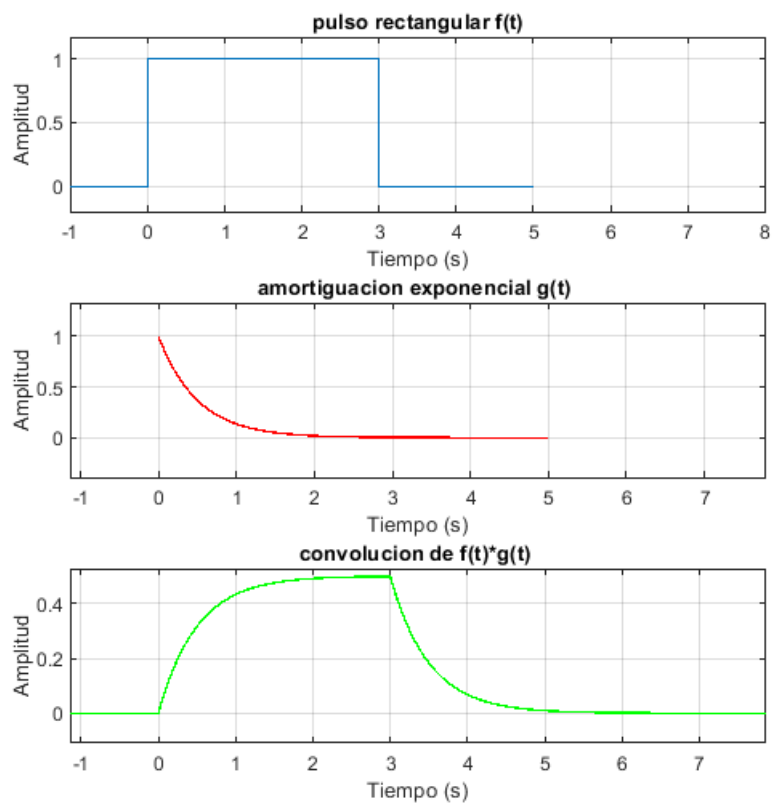 pulso rectangular f(t)
1
0.5
0
Amplitud
-1 0 1 2 3 4 5 6 7 8
Tiempo (s)
amortiguacion exponencial g(t)
1
0.5
0
Amplitud
-1 0 1 2 3 4 5 6 7
Tiempo (s)
convolucion de f(t)*g(t)
0.4
0.2
0
Amplitud
-1 0 1 2 3 4 5 6 7
Tiempo (s)